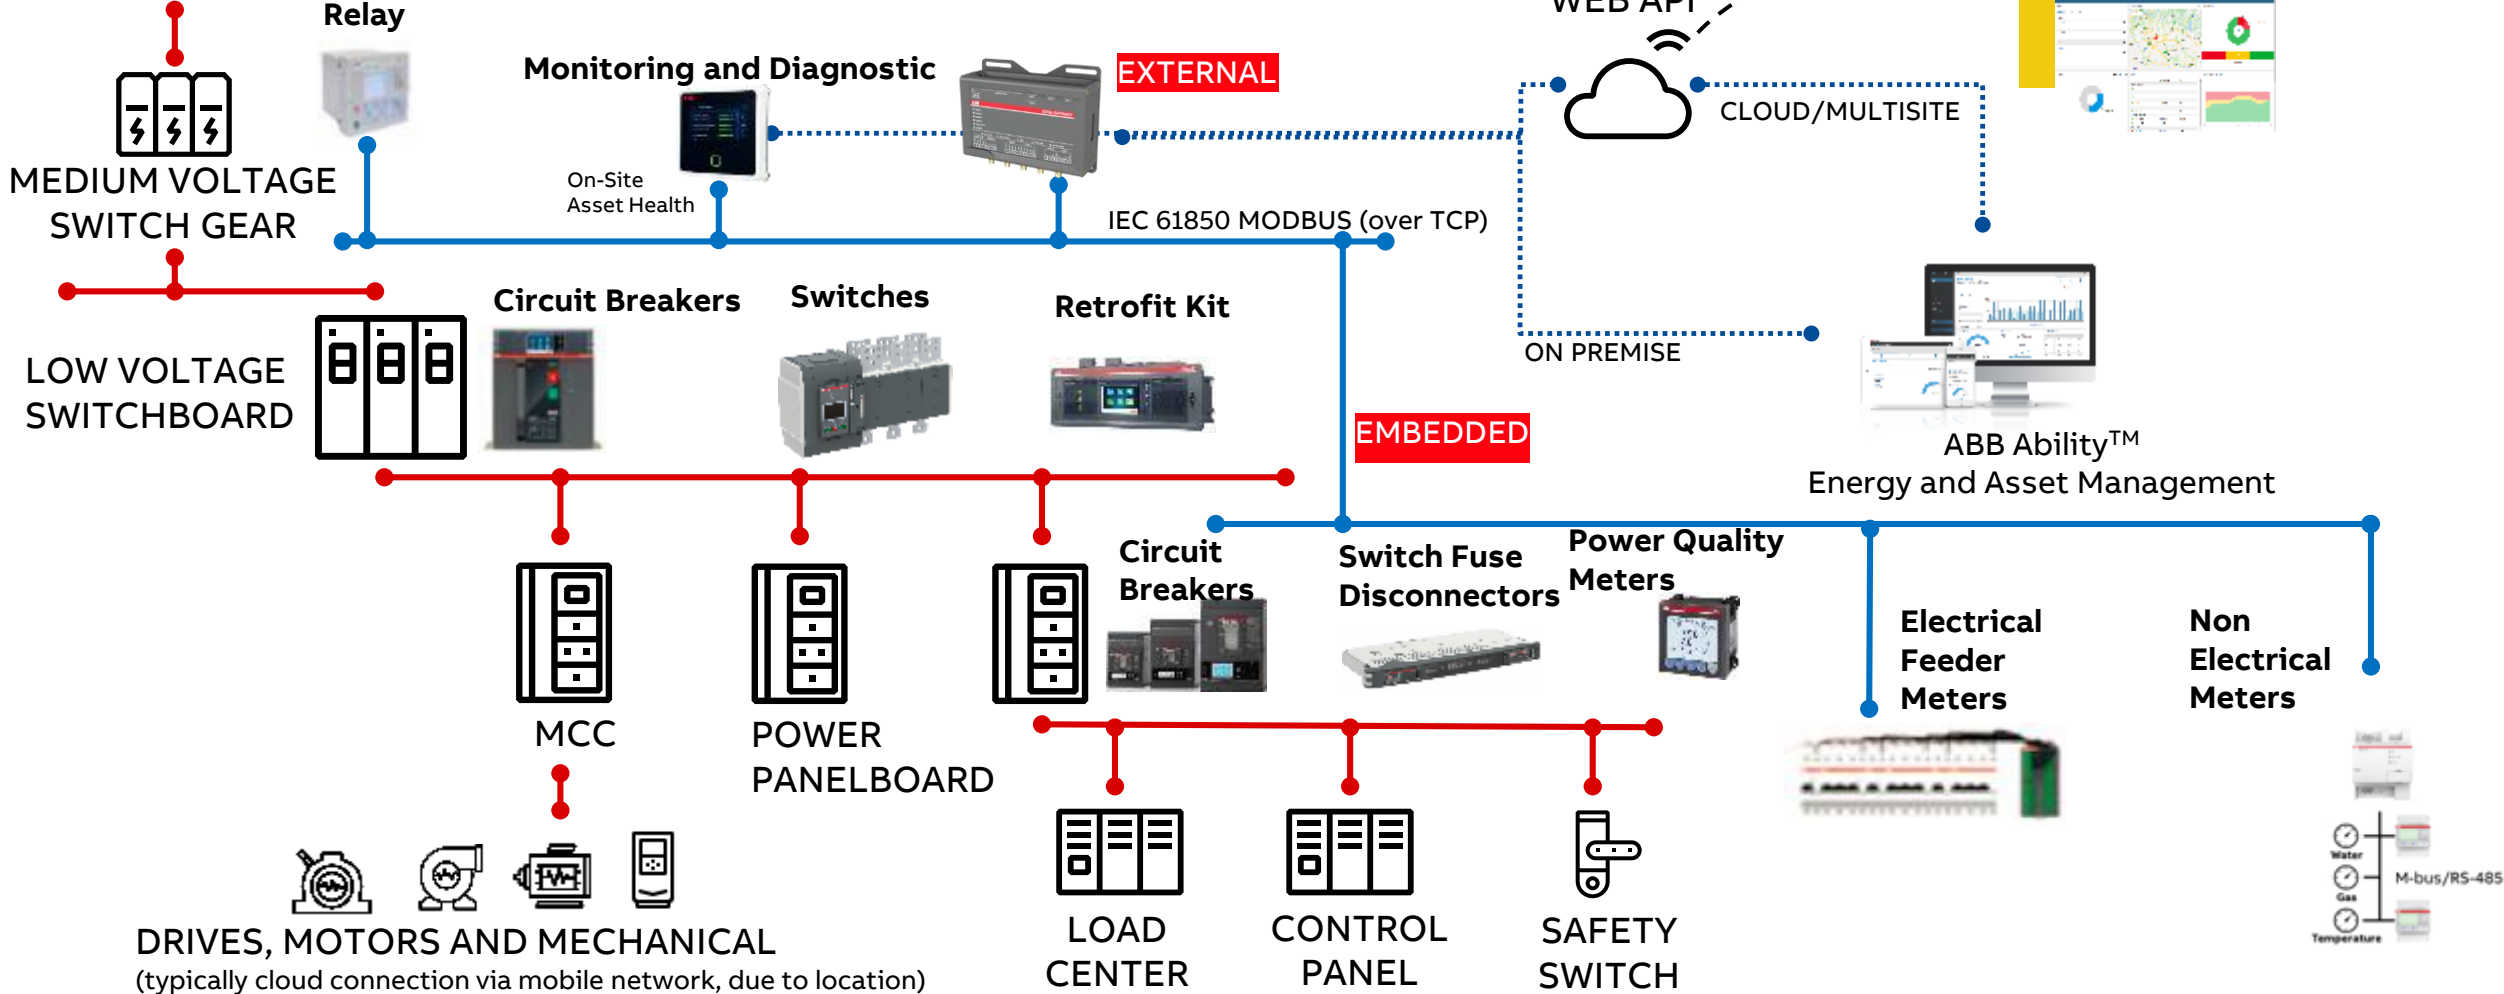 Relay
WEB API
Monitoring and Diagnostic
EXTERNAL
CLOUD/MULTISITE
MEDIUM VOLTAGE
SWITCH GEAR
On-Site
Asset Health
IEC 61850 MODBUS (over TCP)
Circuit Breakers
Switches
Retrofit Kit
ON PREMISE
LOW VOLTAGE
SWITCHBOARD
EMBEDDED
ABB Ability™
Energy and Asset Management
Circuit
Breakers
Switch Fuse
Disconnectors
Power Quality
Meters
Electrical
Feeder
Meters
Non
Electrical
Meters
MCC
POWER
PANELBOARD
Water
M-bus/RS-485
Gas
Temperature
LOAD
CENTER
CONTROL
PANEL
SAFETY
SWITCH
DRIVES, MOTORS AND MECHANICAL
(typically cloud connection via mobile network, due to location)